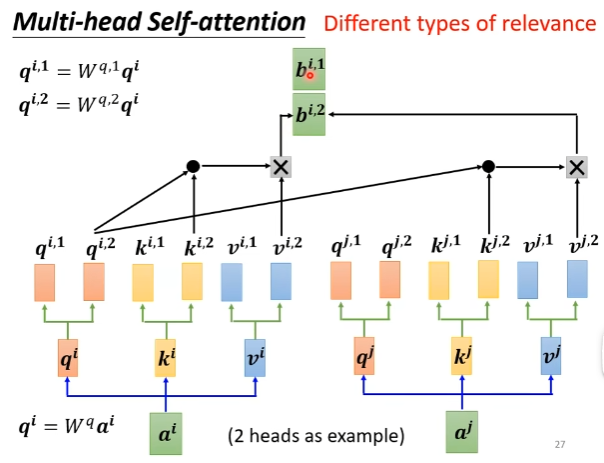 Multi-head Self-attention Different types of relevance
q^{i,1} = W^{q,1}q^i
b^{i,1}
q^{i,2} = W^{q,2}q^i
b^{i,2}
× ×
q^{i,1} q^{i,2} k^{i,1} k^{i,2} v^{i,1} v^{i,2} q^{j,1} q^{j,2} k^{j,1} k^{j,2} v^{j,1} v^{j,2}
q^i k^i v^i q^j k^j v^j
q^i = W^q a^i
a^i (2 heads as example) a^j
27